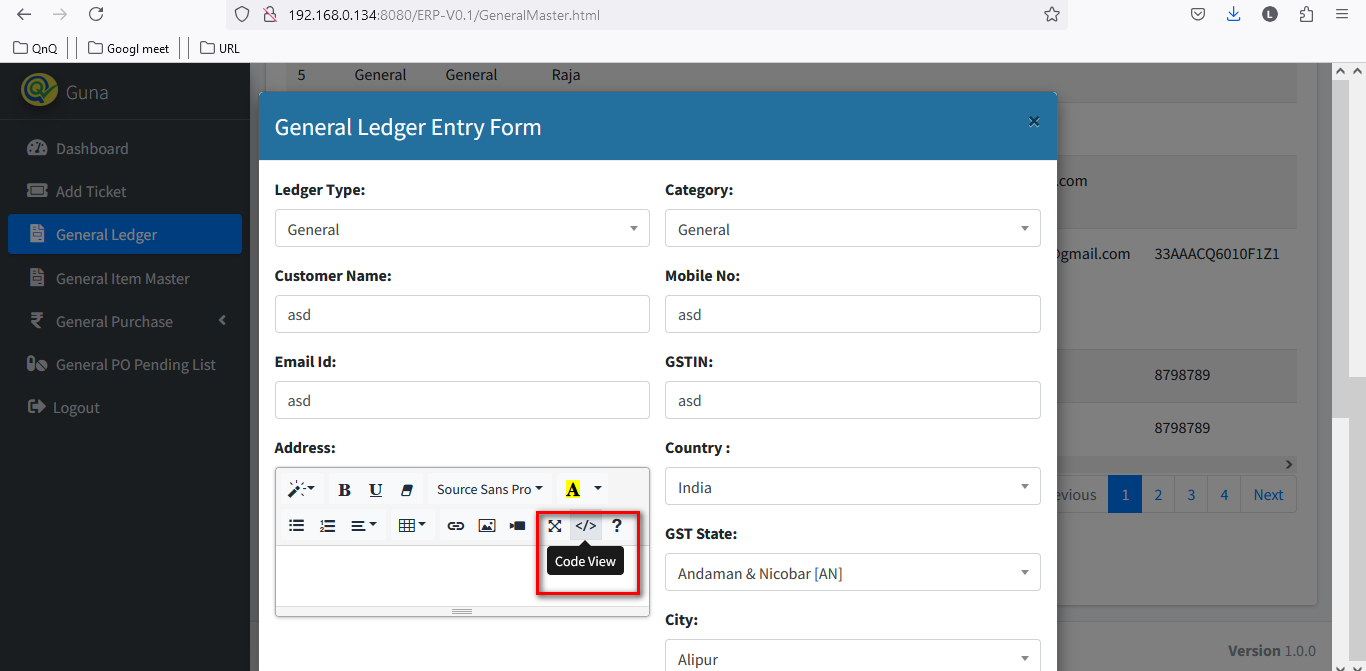 192.168.0.134:8080/ERP-V0.1/GeneralMaster.html
L
QnQ
Googl meet
URL
Guna
Dashboard
Add Ticket
General Ledger
General Item Master
General Purchase
General PO Pending List
Logout
5 General General Raja
General Ledger Entry Form ×
Ledger Type: Category:
General General
Customer Name: Mobile No:
asd asd
Email Id: GSTIN:
asd asd
Address: Country :
B U Source Sans Pro A India
</> ?
Code View
GST State:
Andaman & Nicobar [AN]
City:
Alipur
.com
@gmail.com 33AAACQ6010F1Z1
8798789
8798789
evious 1 2 3 4 Next
Version 1.0.0